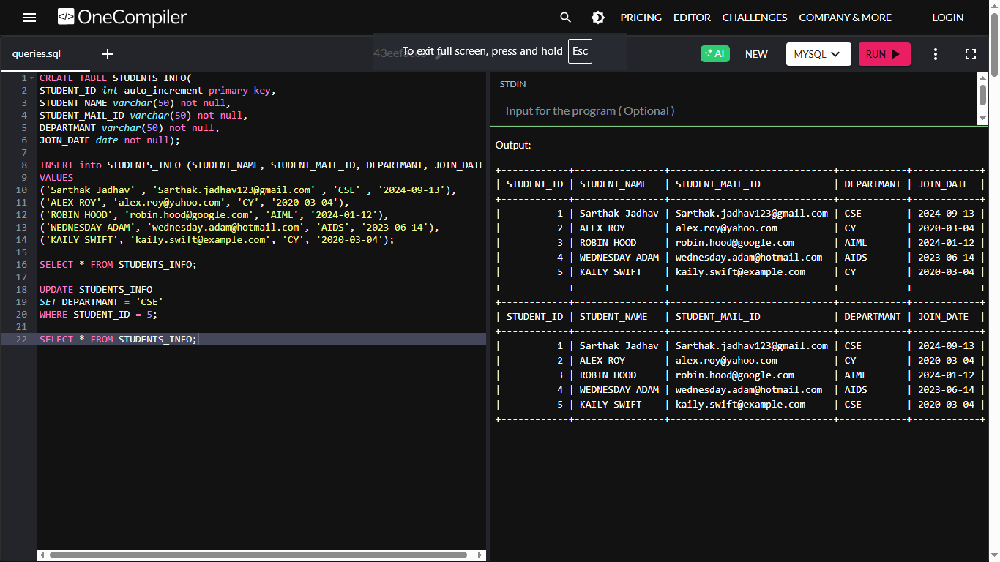 </> OneCompiler
PRICING EDITOR CHALLENGES COMPANY & MORE LOGIN
queries.sql +
To exit full screen, press and hold Esc
AI NEW MYSQL RUN
1 CREATE TABLE STUDENTS_INFO(
2 STUDENT_ID int auto_increment primary key,
3 STUDENT_NAME varchar(50) not null,
4 STUDENT_MAIL_ID varchar(50) not null,
5 DEPARTMANT varchar(50) not null,
6 JOIN_DATE date not null);
7
8 INSERT into STUDENTS_INFO (STUDENT_NAME, STUDENT_MAIL_ID, DEPARTMANT, JOIN_DATE
9 VALUES
10 ('Sarthak Jadhav' , 'Sarthak.jadhav123@gmail.com' , 'CSE' , '2024-09-13'),
11 ('ALEX ROY', 'alex.roy@yahoo.com', 'CY', '2020-03-04'),
12 ('ROBIN HOOD', 'robin.hood@google.com', 'AIML', '2024-01-12'),
13 ('WEDNESDAY ADAM', 'wednesday.adam@hotmail.com', 'AIDS', '2023-06-14'),
14 ('KAILY SWIFT', 'kaily.swift@example.com', 'CY', '2020-03-04');
15
16 SELECT * FROM STUDENTS_INFO;
17
18 UPDATE STUDENTS_INFO
19 SET DEPARTMANT = 'CSE'
20 WHERE STUDENT_ID = 5;
21
22 SELECT * FROM STUDENTS_INFO;
STDIN
Input for the program ( Optional )
Output:
+------------+----------------+-----------------------------+------------+------------+
| STUDENT_ID | STUDENT_NAME | STUDENT_MAIL_ID | DEPARTMANT | JOIN_DATE |
+------------+----------------+-----------------------------+------------+------------+
| 1 | Sarthak Jadhav | Sarthak.jadhav123@gmail.com | CSE | 2024-09-13 |
| 2 | ALEX ROY | alex.roy@yahoo.com | CY | 2020-03-04 |
| 3 | ROBIN HOOD | robin.hood@google.com | AIML | 2024-01-12 |
| 4 | WEDNESDAY ADAM | wednesday.adam@hotmail.com | AIDS | 2023-06-14 |
| 5 | KAILY SWIFT | kaily.swift@example.com | CY | 2020-03-04 |
+------------+----------------+-----------------------------+------------+------------+
+------------+----------------+-----------------------------+------------+------------+
| STUDENT_ID | STUDENT_NAME | STUDENT_MAIL_ID | DEPARTMANT | JOIN_DATE |
+------------+----------------+-----------------------------+------------+------------+
| 1 | Sarthak Jadhav | Sarthak.jadhav123@gmail.com | CSE | 2024-09-13 |
| 2 | ALEX ROY | alex.roy@yahoo.com | CY | 2020-03-04 |
| 3 | ROBIN HOOD | robin.hood@google.com | AIML | 2024-01-12 |
| 4 | WEDNESDAY ADAM | wednesday.adam@hotmail.com | AIDS | 2023-06-14 |
| 5 | KAILY SWIFT | kaily.swift@example.com | CSE | 2020-03-04 |
+------------+----------------+-----------------------------+------------+------------+